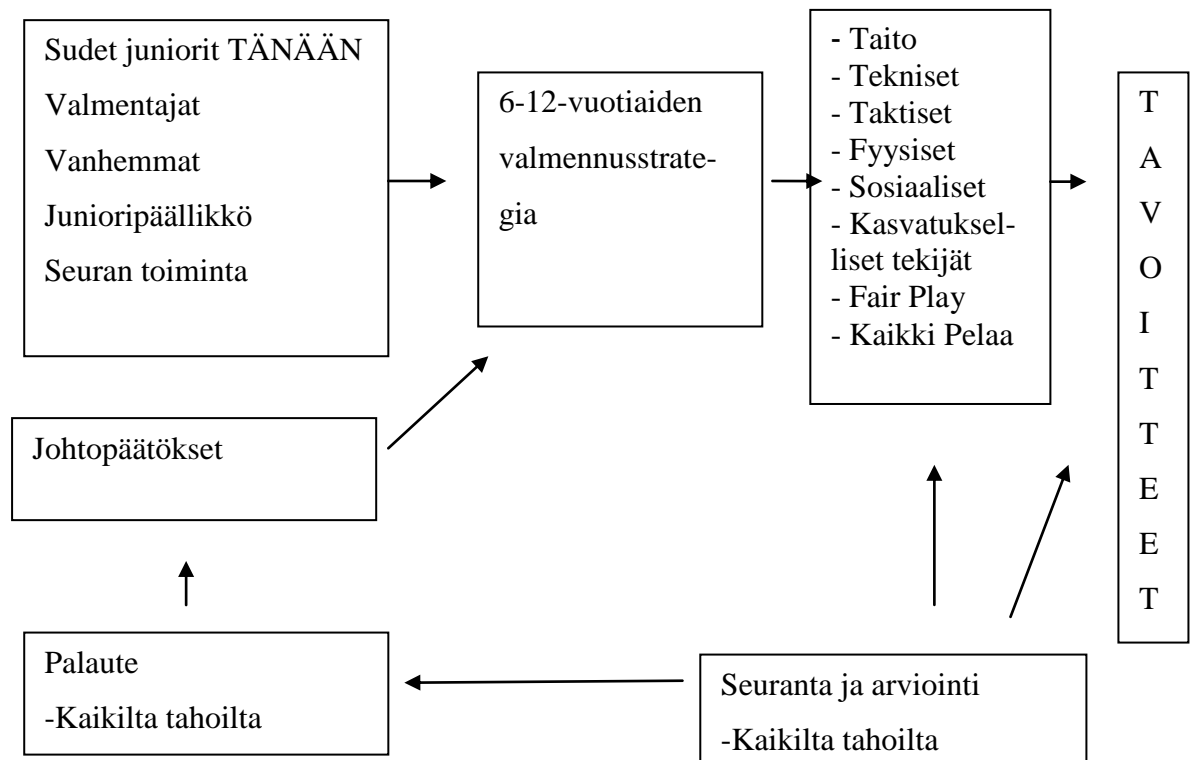 Sudet juniorit TÄNÄÄN
Valmentajat
Vanhemmat
Junioripäällikkö
Seuran toiminta
6-12-vuotiaiden
valmennusstrate-
gia
- Taito
- Tekniset
- Taktiset
- Fyysiset
- Sosiaaliset
- Kasvatuksel-
liset tekijät
- Fair Play
- Kaikki Pelaa
T
A
V
O
I
T
T
E
E
T
Johtopäätökset
Palaute
-Kaikilta tahoilta
Seuranta ja arviointi
-Kaikilta tahoilta